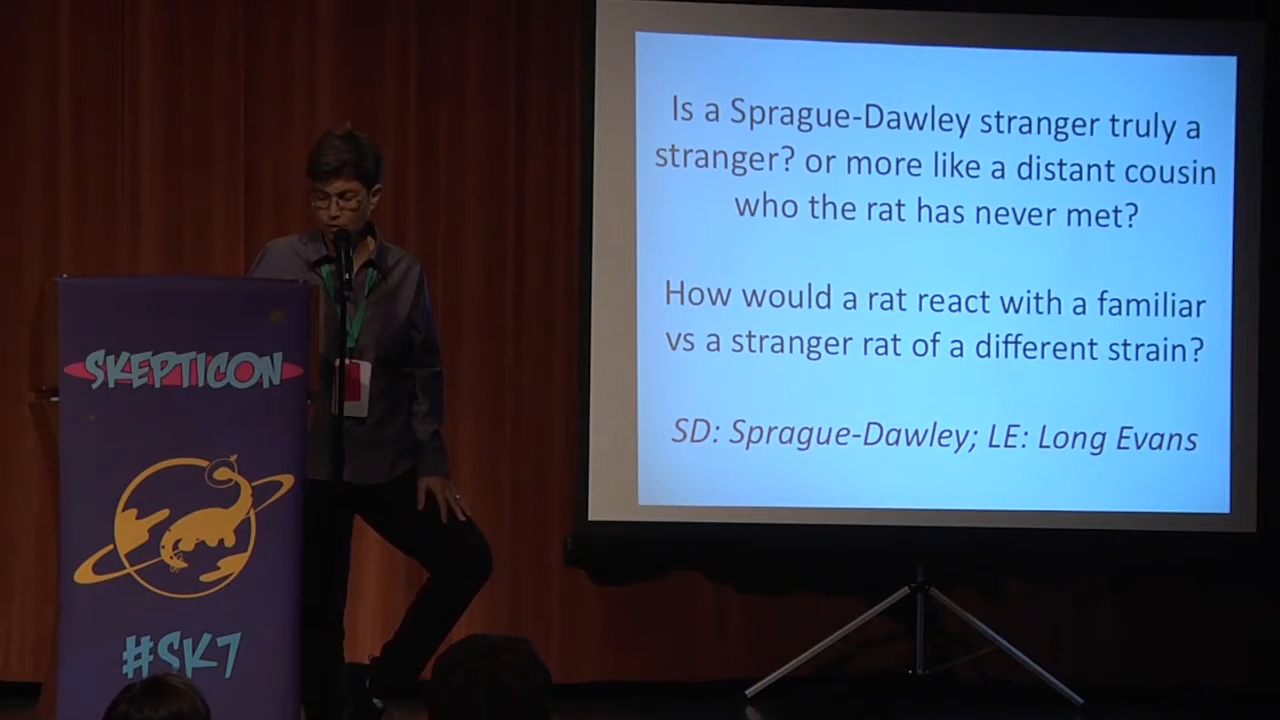 Is a Sprague-Dawley stranger truly a
stranger? or more like a distant cousin
who the rat has never met?
How would a rat react with a familiar
vs a stranger rat of a different strain?
SD: Sprague-Dawley; LE: Long Evans
SKEPTICON
#SK7